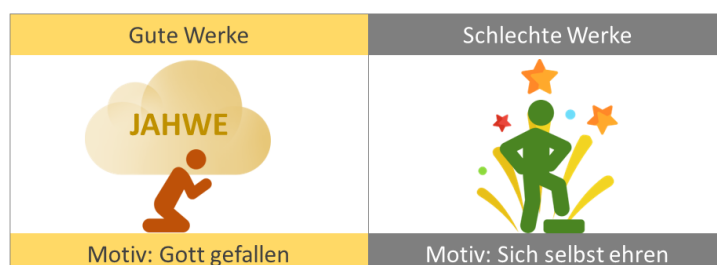 Gute Werke
Schlechte Werke
JAHWE
Motiv: Gott gefallen
Motiv: Sich selbst ehren